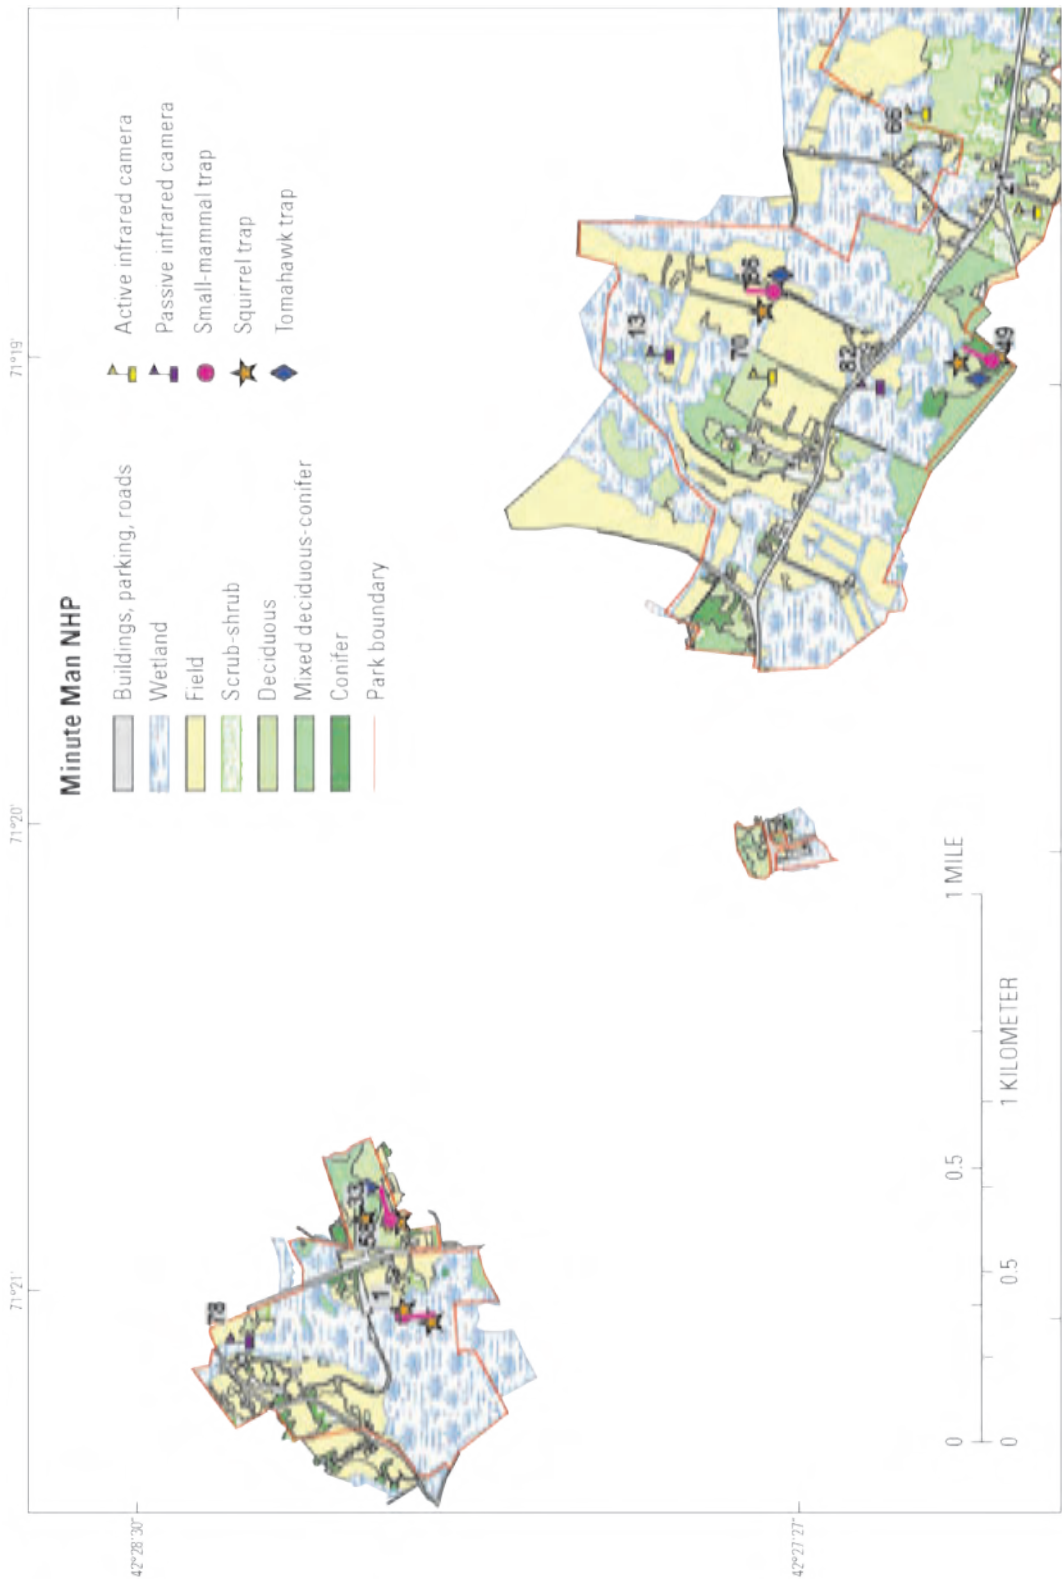 Minute Man NHP
Buildings, parking, roads
Wetland
Field
Scrub-shrub
Deciduous
Mixed deciduous-conifer
Conifer
Park boundary
Active infrared camera
Passive infrared camera
Small-mammal trap
Squirrel trap
Tomahawk trap
71°21'
71°20'
71°19'
42°28'30"
42°27'27"
78
1
58
33
13
70
82
49
66
0 0.5 1 MILE
0 0.5 1 KILOMETER